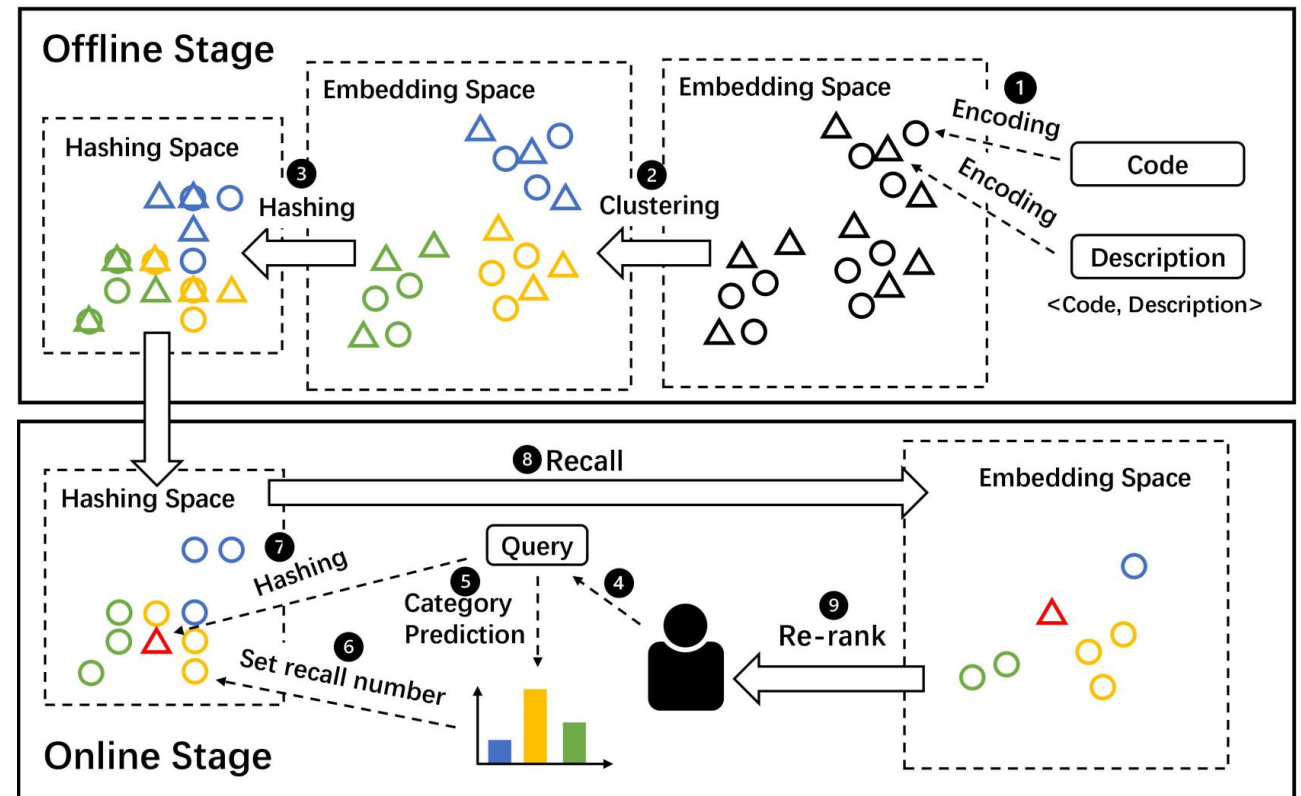 Offline Stage
Embedding Space
Embedding Space
1
Encoding
Code
Encoding
Description
<Code, Description>
Hashing Space
3
Hashing
2
Clustering
8 Recall
Hashing Space
Embedding Space
7
Hashing
Query
4
5
Category
Prediction
6
Set recall number
9
Re-rank
Online Stage